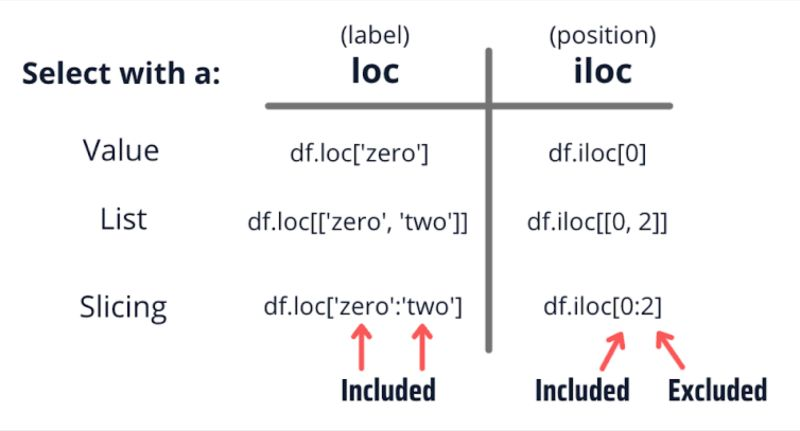 (label) (position)
Select with a: loc iloc
Value df.loc['zero'] df.iloc[0]
List df.loc[['zero', 'two']] df.iloc[[0, 2]]
Slicing df.loc['zero':'two'] df.iloc[0:2]
Included Included Excluded